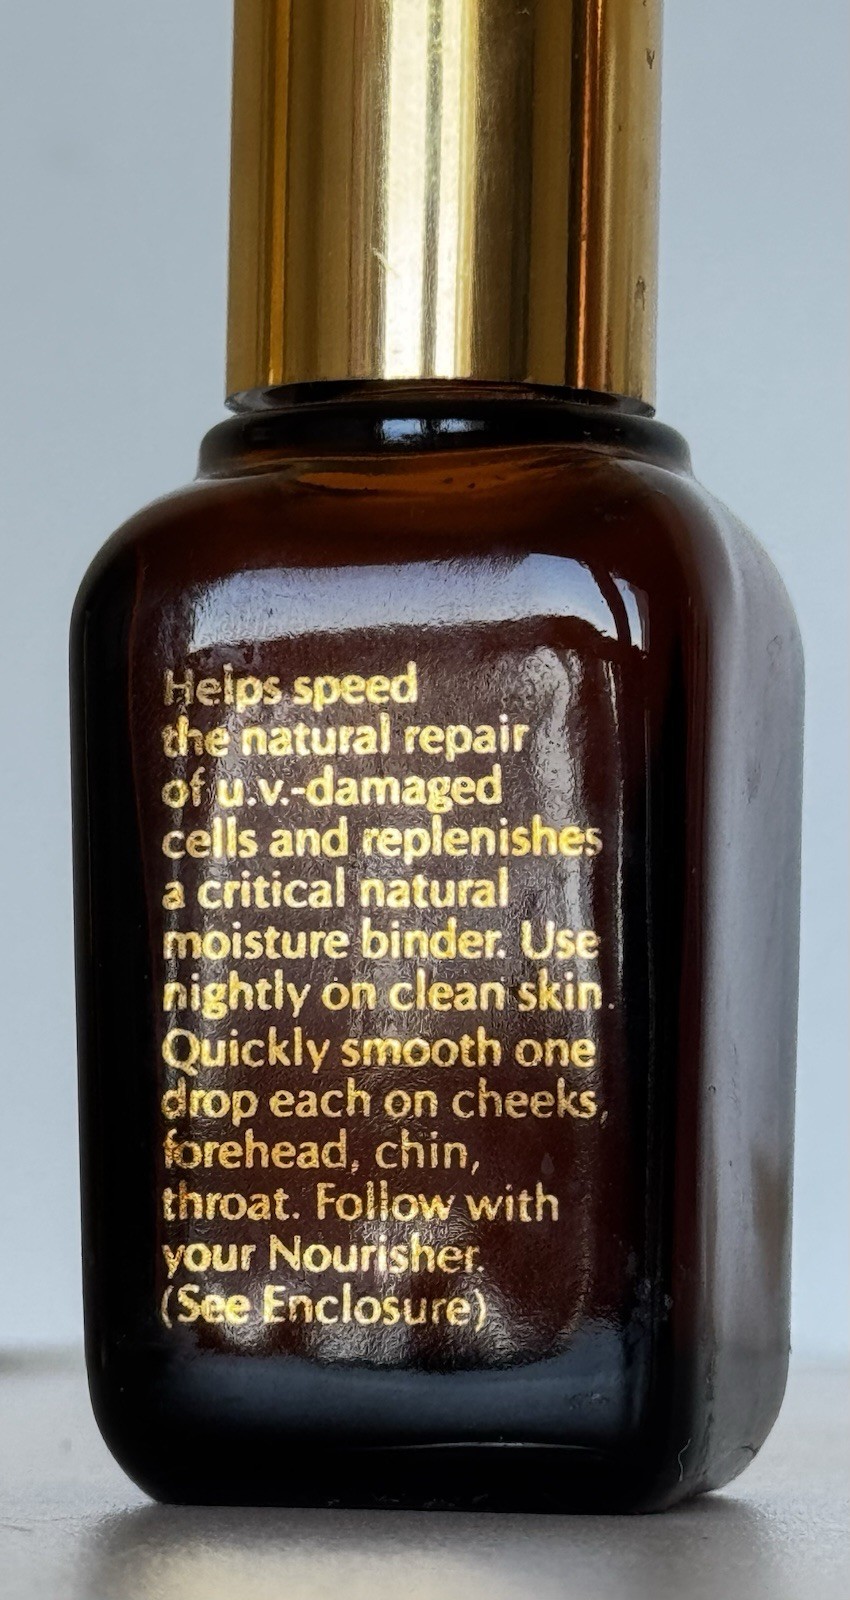 Helps speed
the natural repair
of u.v.-damaged
cells and replenishes
a critical natural
moisture binder. Use
nightly on clean skin.
Quickly smooth one
drop each on cheeks,
forehead, chin,
throat. Follow with
your Nourisher.
(See Enclosure)